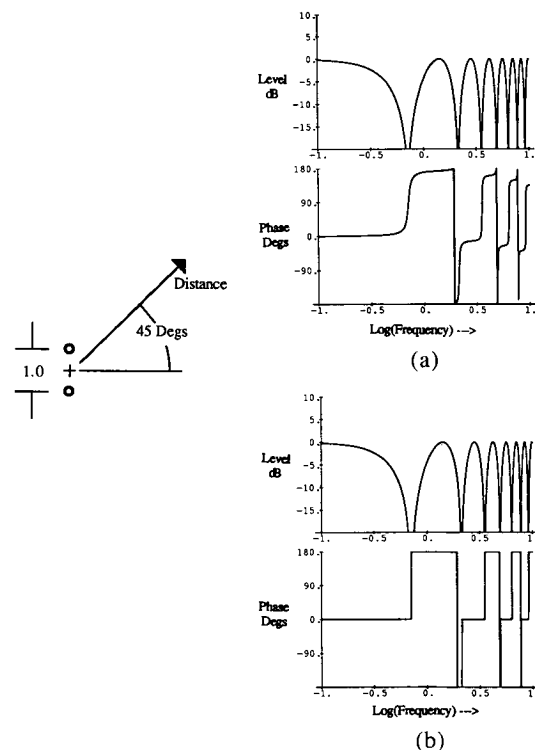 Distance
45 Degs
1.0
10.
5.
0.
-5.
-10.
-15.
Level
dB
-1. -0.5 0. 0.5 1.
180.
90.
0.
-90.
Phase
Degs
-1. -0.5 0. 0.5 1.
Log(Frequency) --->
(a)
10.
5.
0.
-5.
-10.
-15.
Level
dB
-1. -0.5 0. 0.5 1
180.
90.
0.
-90.
Phase
Degs
-1. -0.5 0. 0.5 1
Log(Frequency) --->
(b)